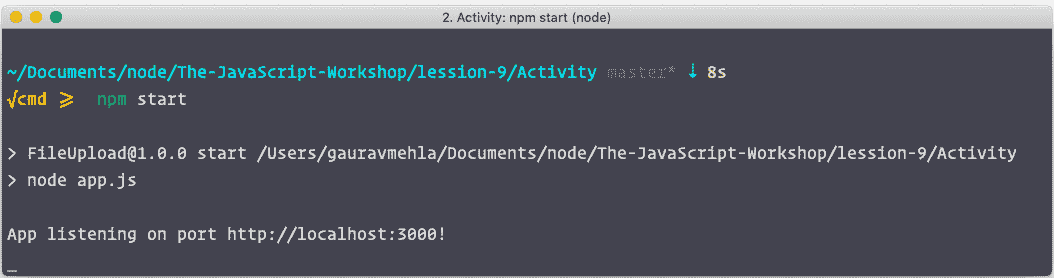 2. Activity: npm start (node)
~/Documents/node/The-JavaScript-Workshop/lession-9/Activity master* ⇣ 8s
√cmd ⩾ npm start
> FileUpload@1.0.0 start /Users/gauravmehla/Documents/node/The-JavaScript-Workshop/lession-9/Activity
> node app.js
App listening on port http://localhost:3000!